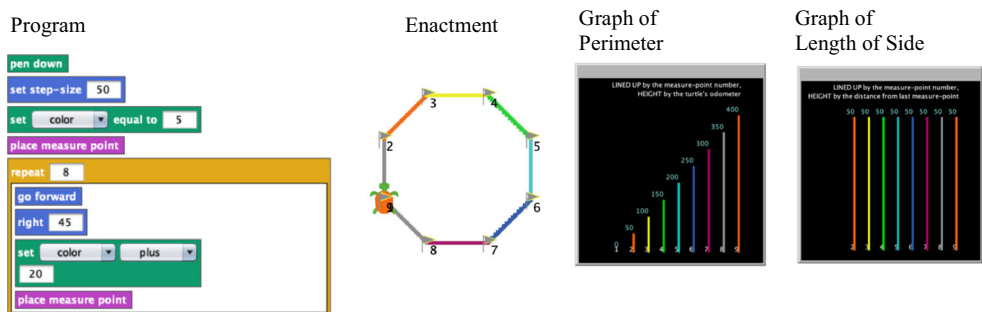 Program
Enactment
Graph of
Perimeter
Graph of
Length of Side
pen down
set step-size 50
set color equal to 5
place measure point
repeat 8
go forward
right 45
set color plus
20
place measure point
3
4
2
5
9
6
8
7
LINED UP by the measure-point number,
HEIGHT by the turtle's odometer
0 50 100 150 200 250 300 350 400
1 2 3 4 5 6 7 8 9
LINED UP by the measure-point number,
HEIGHT by the distance from last measure-point
50 50 50 50 50 50 50 50
2 3 4 5 6 7 8 9